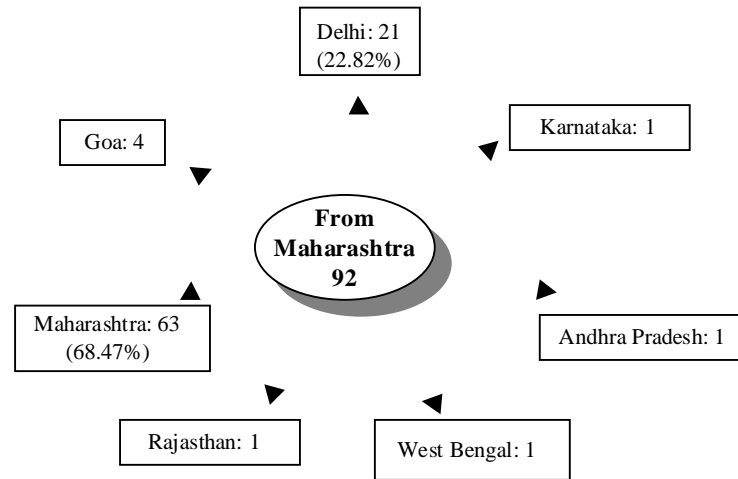 Delhi: 21
(22.82%)
Goa: 4
Karnataka: 1
From
Maharashtra
92
Maharashtra: 63
(68.47%)
Andhra Pradesh: 1
Rajasthan: 1
West Bengal: 1